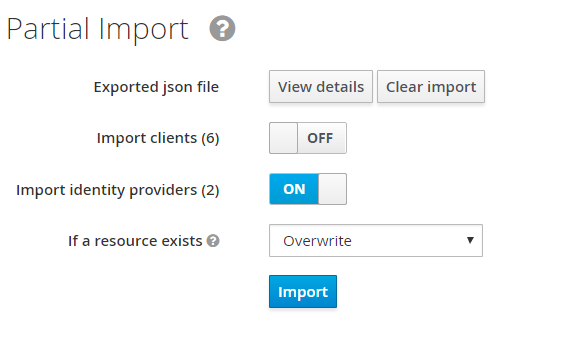 Partial Import ?
Exported json file View details Clear import
Import clients (6) OFF
Import identity providers (2) ON
If a resource exists ? Overwrite
Import